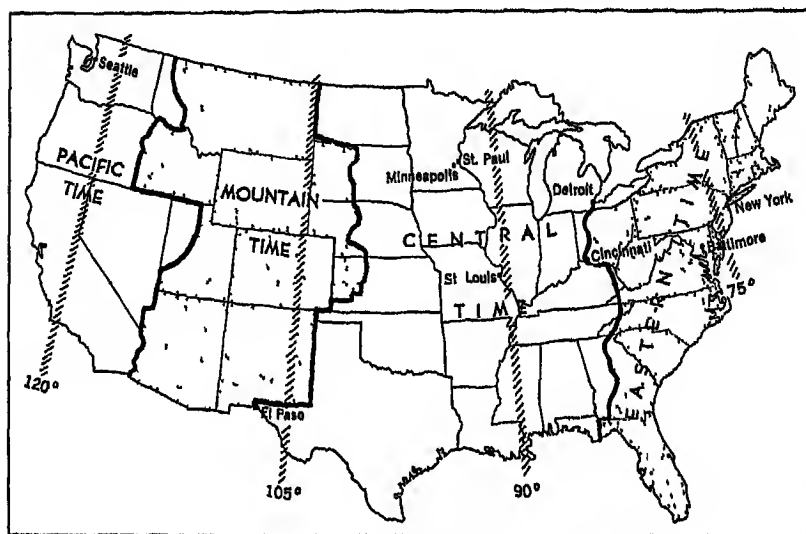 Seattle
PACIFIC
TIME
MOUNTAIN
TIME
Minneapolis
St. Paul
Detroit
CENTRAL
TIME
St Louis
Cincinnati
EASTERN TIME
New York
Baltimore
El Paso
120°
105°
90°
75°